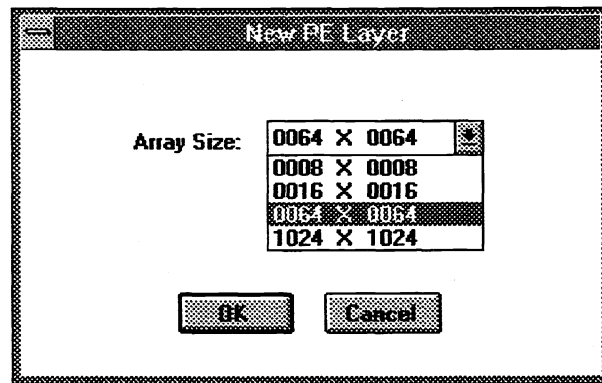 New PE Layer
Array Size: 0064 X 0064
0008 X 0008
0016 X 0016
0064 X 0064
1024 X 1024
OK Cancel